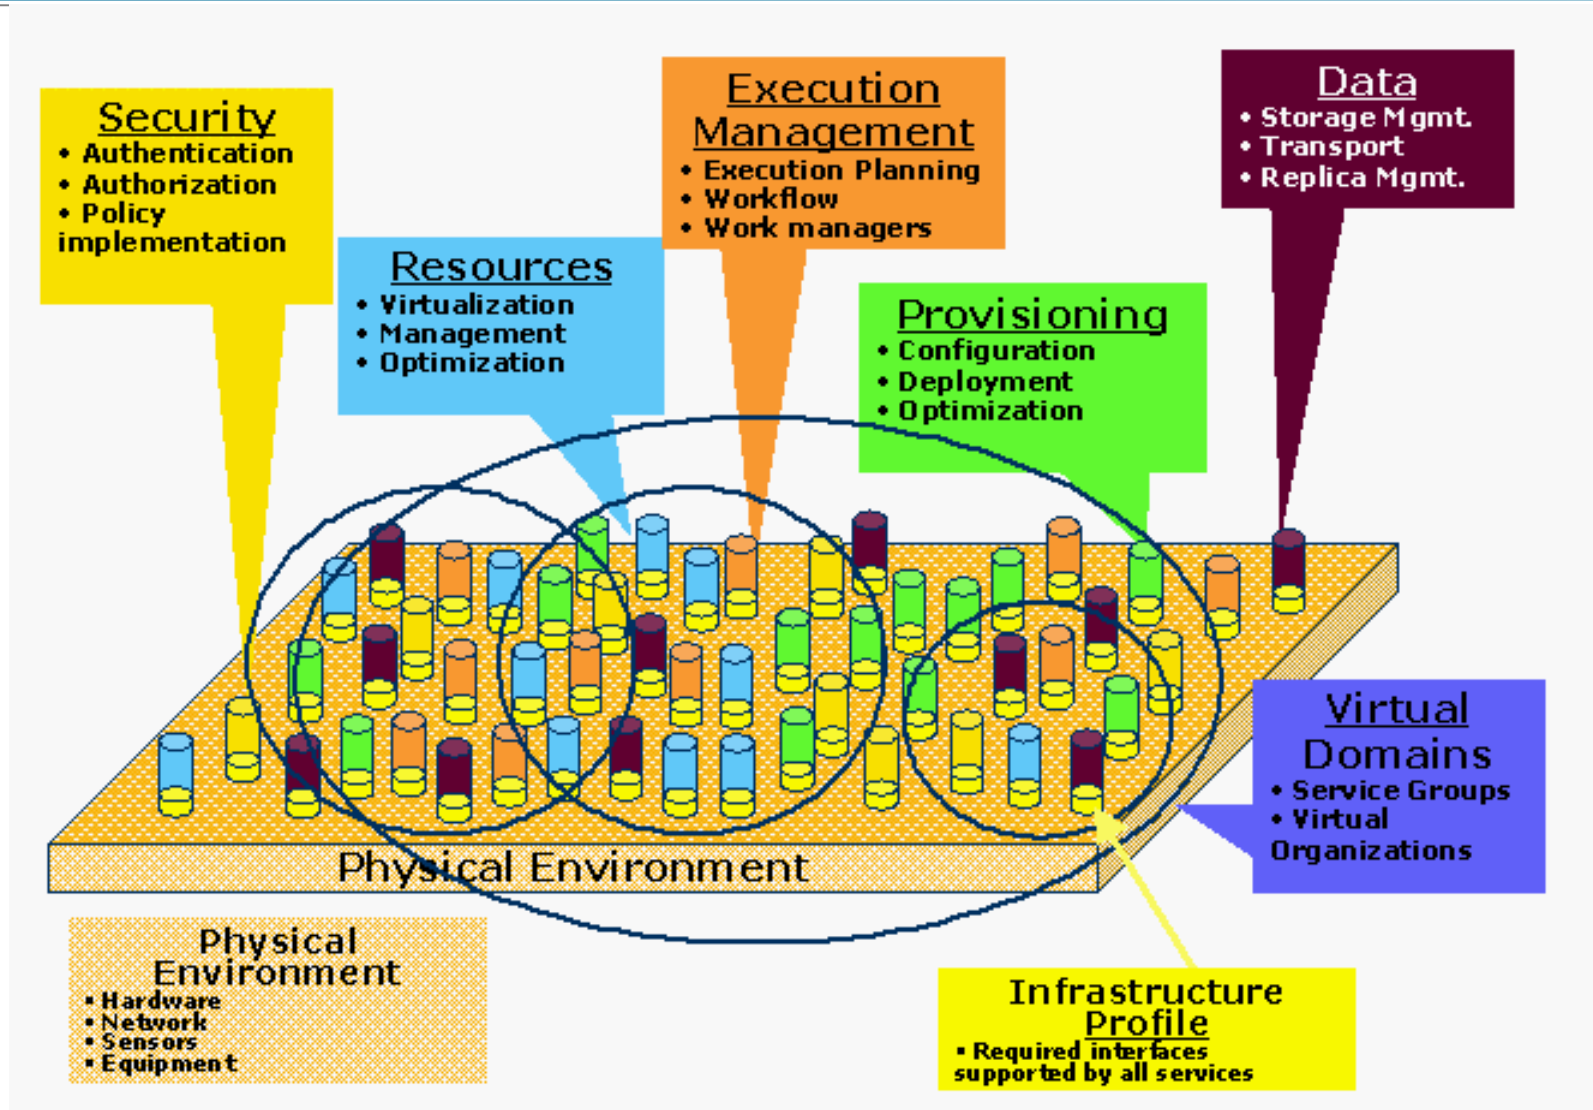 Security
• Authentication
• Authorization
• Policy
implementation
Resources
• Virtualization
• Management
• Optimization
Execution
Management
• Execution Planning
• Workflow
• Work managers
Provisioning
• Configuration
• Deployment
• Optimization
Data
• Storage Mgmt.
• Transport
• Replica Mgmt.
Virtual
Domains
• Service Groups
• Virtual
Organizations
Physical Environment
Physical
Environment
▪ Hardware
▪ Network
▪ Sensors
▪ Equipment
Infrastructure
Profile
▪ Required interfaces
supported by all services